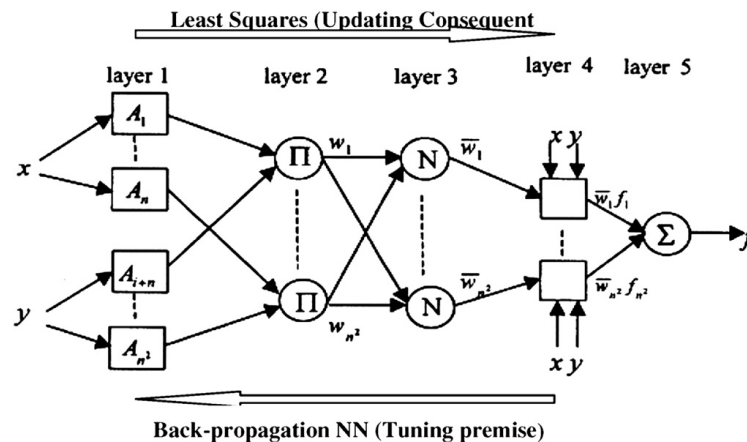 Least Squares (Updating Consequent
layer 1
layer 2
layer 3
layer 4
layer 5
x
y
A₁
Aₙ
Aᵢ₊ₙ
Aₙ²
Π
Π
w₁
wₙ²
N
N
w̅₁
w̅ₙ²
x y
x y
w̅₁f₁
w̅ₙ²fₙ²
Σ
f
Back-propagation NN (Tuning premise)